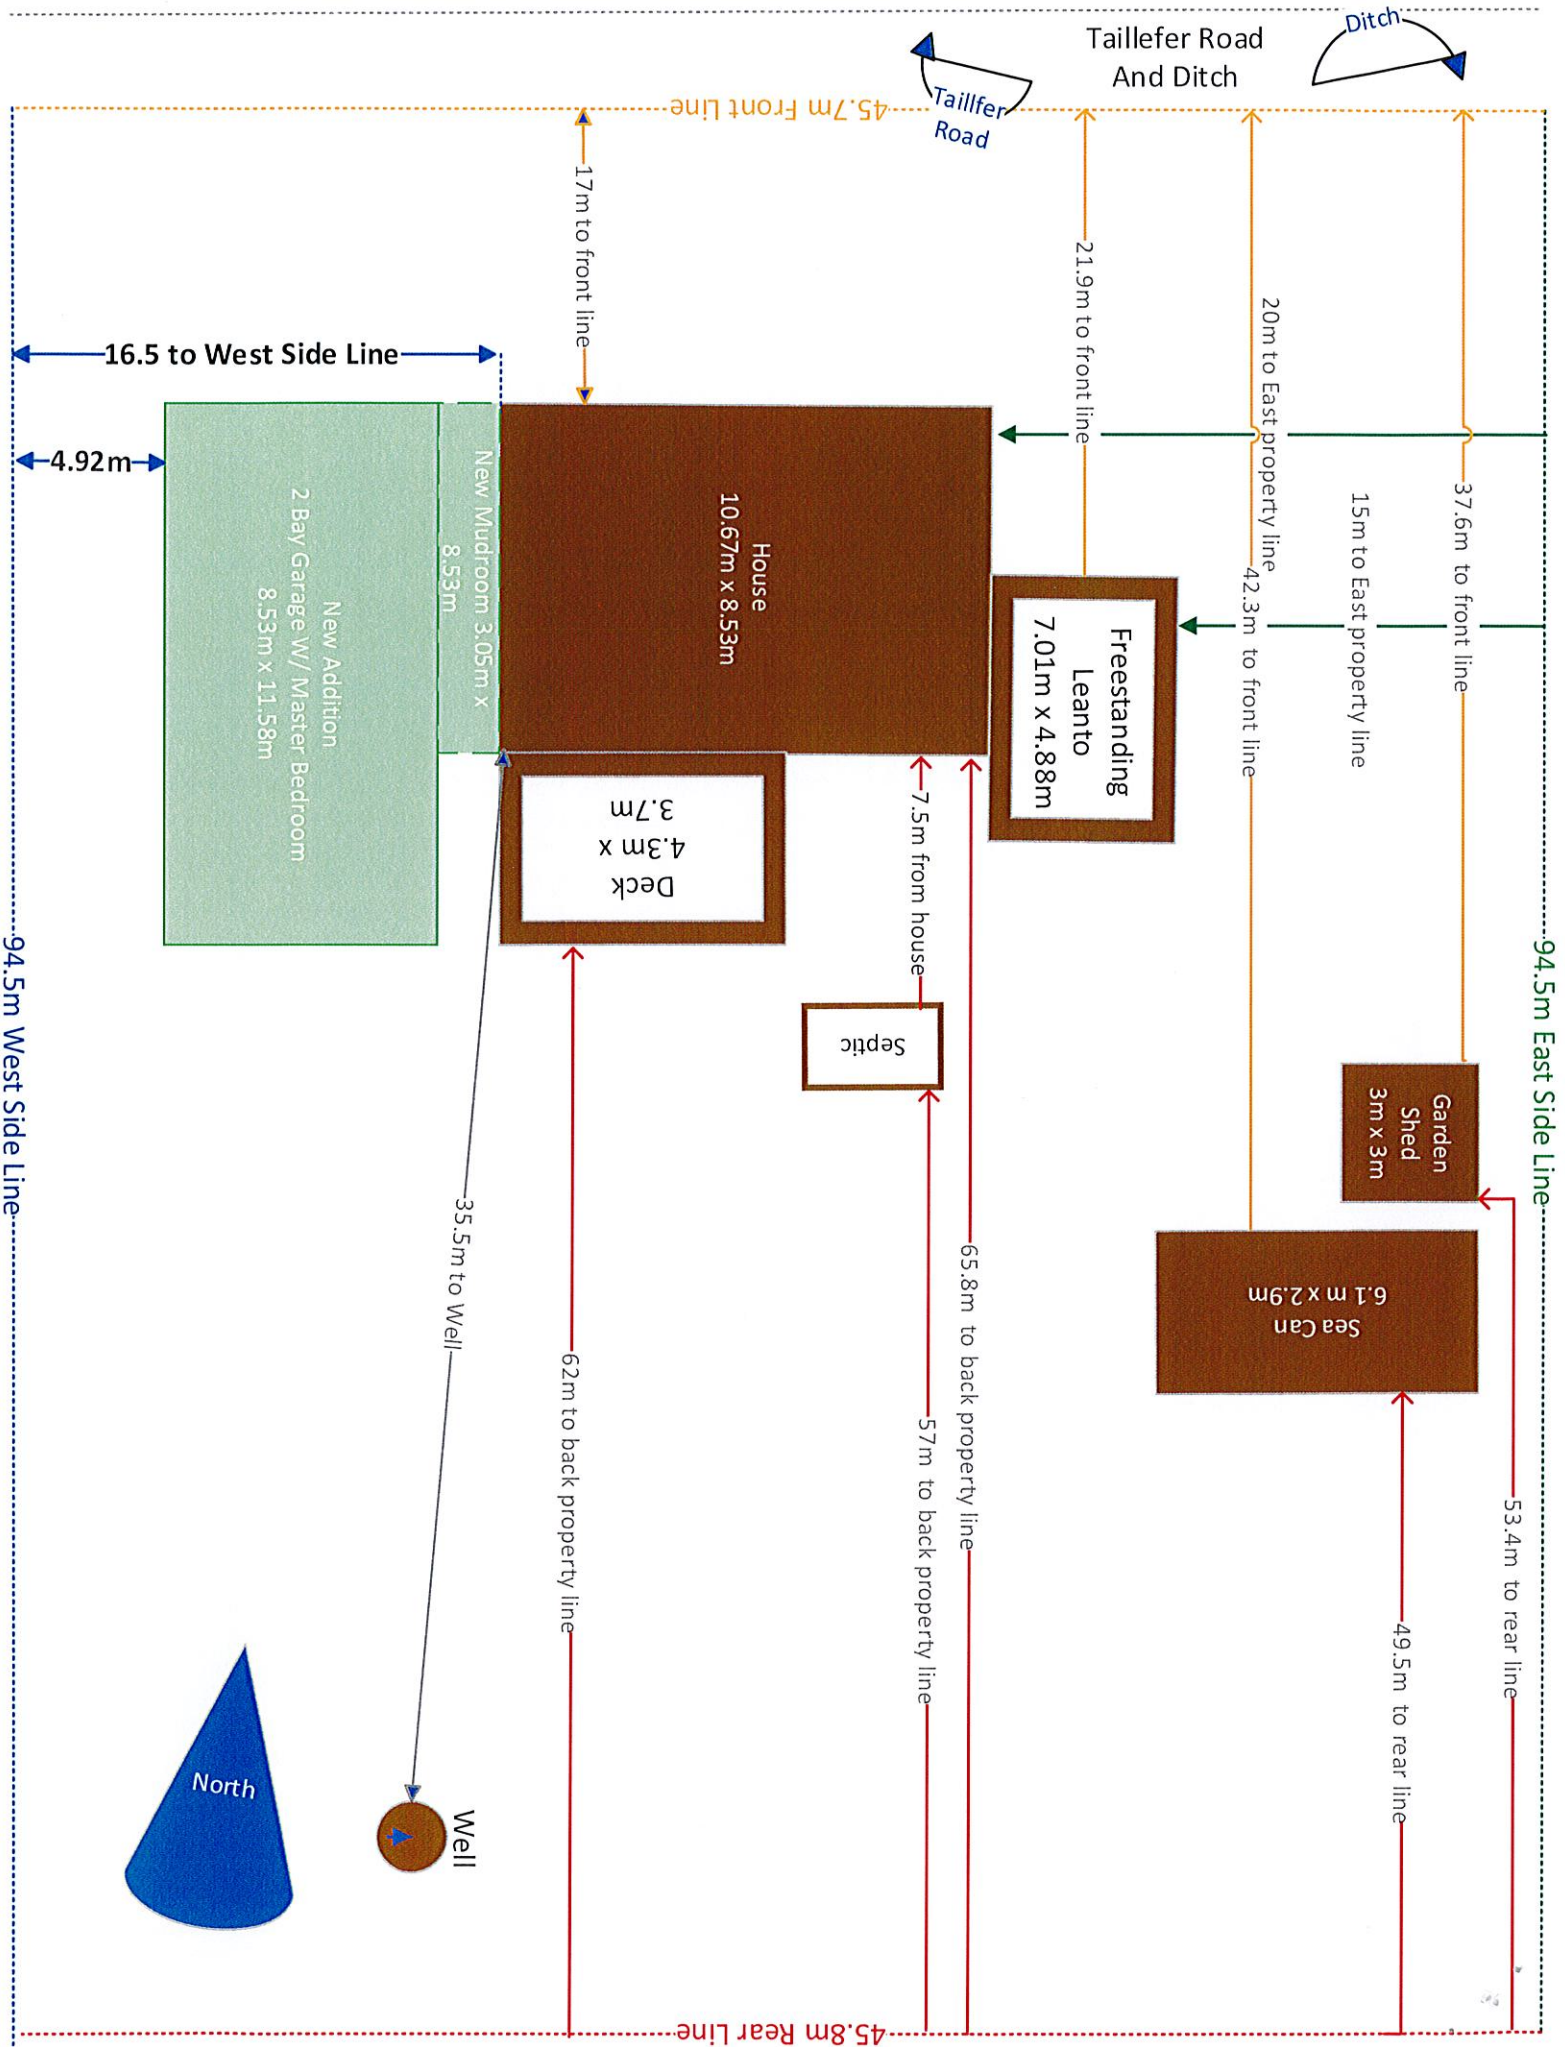 Taillefer Road
And Ditch
Ditch
Taillfer
Road
45.7m Front Line
17m to front line
21.9m to front line
20m to East property line
42.3m to front line
15m to East property line
37.6m to front line
16.5 to West Side Line
4.92m
New Addition
2 Bay Garage W/ Master Bedroom
8.53m x 11.58m
New Mudroom 3.05m x
8.53m
House
10.67m x 8.53m
Freestanding
Leanto
7.01m x 4.88m
Deck
4.3m x
3.7m
7.5m from house
Septic
Garden
Shed
3m x 3m
Sea Can
6.1 m x 2.9m
94.5m West Side Line
94.5m East Side Line
35.5m to Well
62m to back property line
65.8m to back property line
57m to back property line
53.4m to rear line
49.5m to rear line
North
Well
45.8m Rear Line